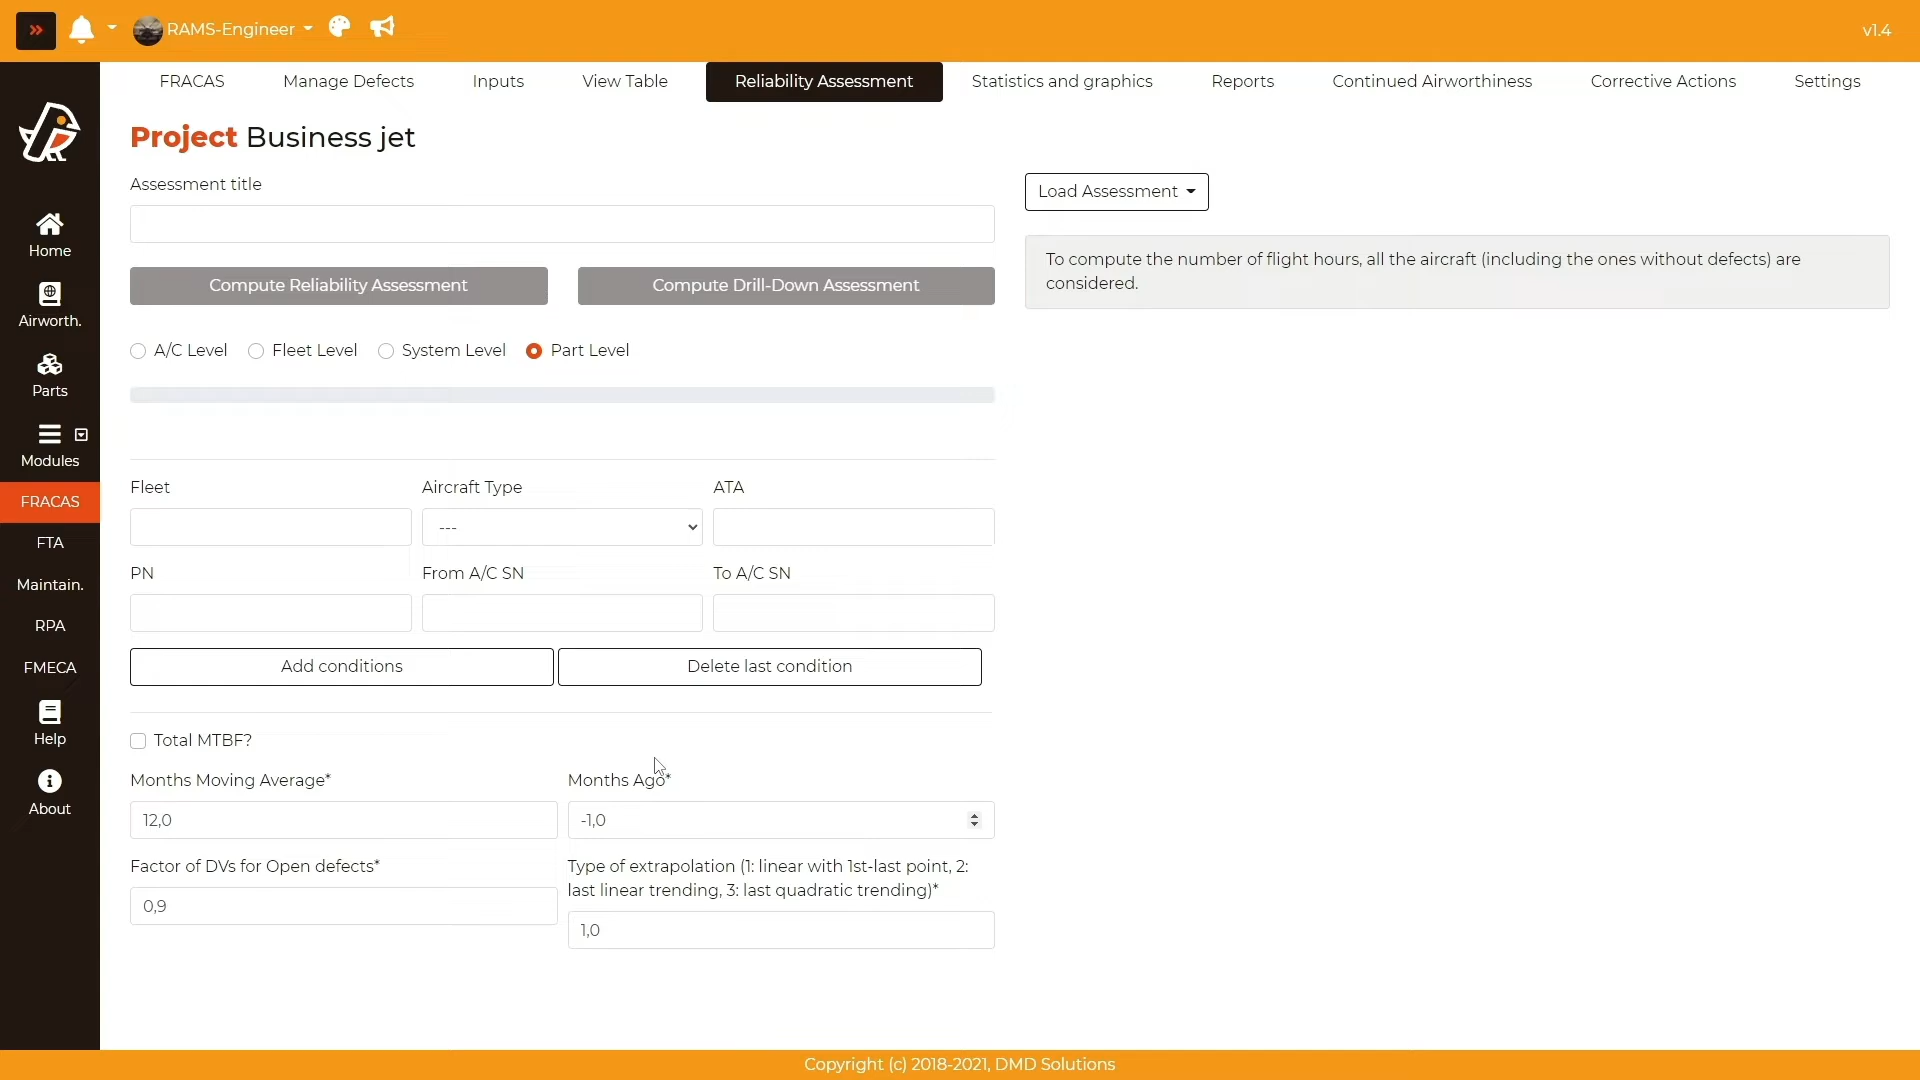 RAMS-Engineer
v1.4
FRACAS
Manage Defects
Inputs
View Table
Reliability Assessment
Statistics and graphics
Reports
Continued Airworthiness
Corrective Actions
Settings
Home
Airworth.
Parts
Modules
FRACAS
FTA
Maintain.
RPA
FMECA
Help
About
Project Business jet
Assessment title
Compute Reliability Assessment
Compute Drill-Down Assessment
A/C Level
Fleet Level
System Level
Part Level
Load Assessment
To compute the number of flight hours, all the aircraft (including the ones without defects) are
considered.
Fleet
Aircraft Type
ATA
---
PN
From A/C SN
To A/C SN
Add conditions
Delete last condition
Total MTBF?
Months Moving Average*
Months Ago*
12,0
-1,0
Factor of DVs for Open defects*
Type of extrapolation (1: linear with 1st-last point, 2:
last linear trending, 3: last quadratic trending)*
0,9
1,0
Copyright (c) 2018-2021, DMD Solutions